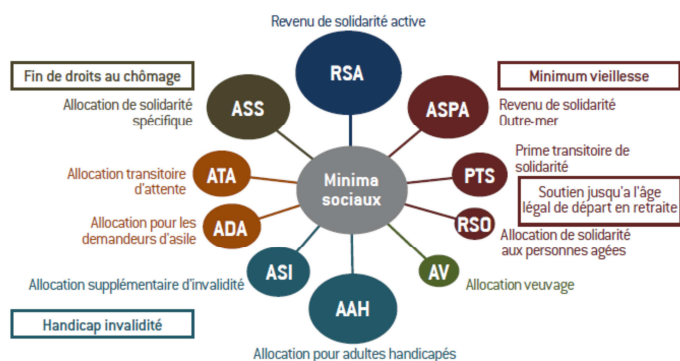 Revenu de solidarité active
RSA
Fin de droits au chômage
Minimum vieillesse
Allocation de solidarité
spécifique
ASS
ASPA
Revenu de solidarité
Outre-mer
Allocation transitoire
d'attente
ATA
Minima
sociaux
PTS
Prime transitoire de
solidarité
Soutien jusqu'a l'âge
légal de départ en retraite
Allocation pour les
demandeurs d'asile
ADA
RSO
Allocation de solidarité
aux personnes agées
Allocation supplémentaire d'invalidité
ASI
AV
Allocation veuvage
AAH
Handicap invalidité
Allocation pour adultes handicapés